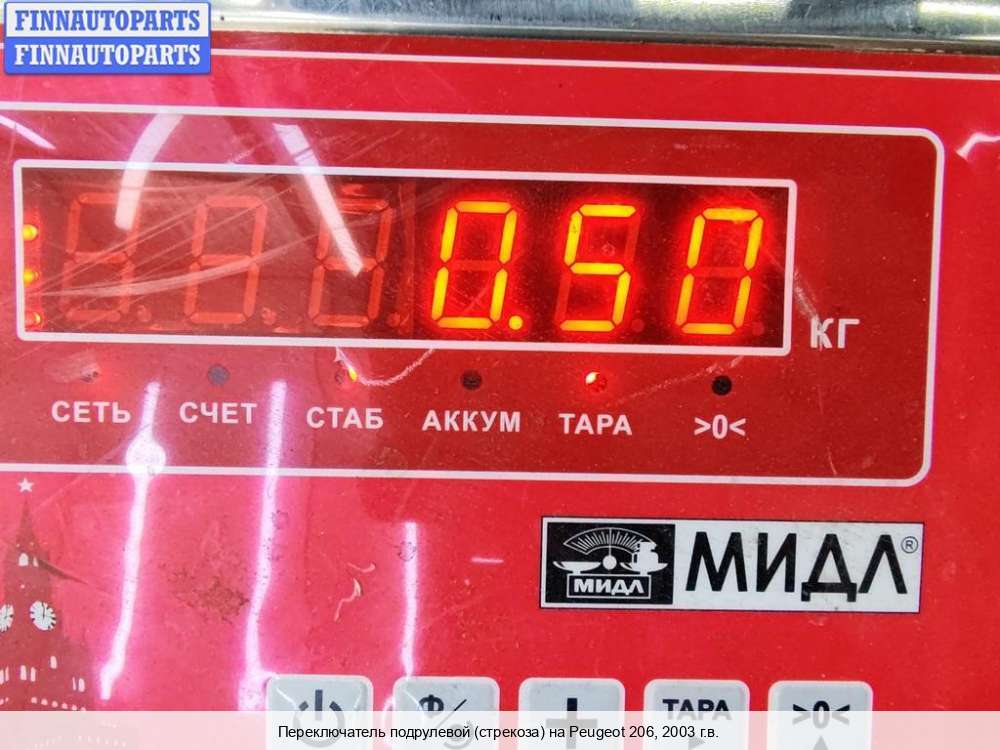 FINNAUTOPARTS
FINNAUTOPARTS
0.50
КГ
СЕТЬ СЧЕТ СТАБ АККУМ ТАРА >0<
МИДЛ
МИДЛ®
Ф/
+
ТАРА
>0<
Переключатель подрулевой (стрекоза) на Peugeot 206, 2003 г.в.